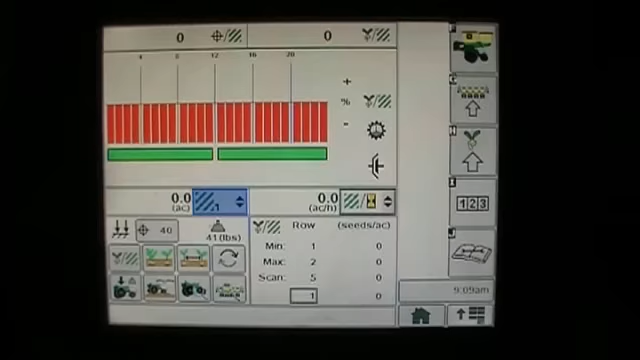 0 0
4 8 12 16 20
+
%
-
0.0 (ac) 1 0.0 (ac/h)
40 41(lbs)
Row (seeds/ac)
Min: 1 0
Max: 2 0
Scan: 5 0
1 0
123
9:09am